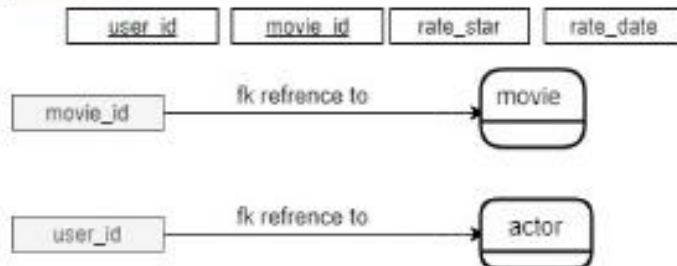 user_id movie_id rate_star rate_date
fk refrence to
movie
movie_id
fk refrence to
actor
user_id